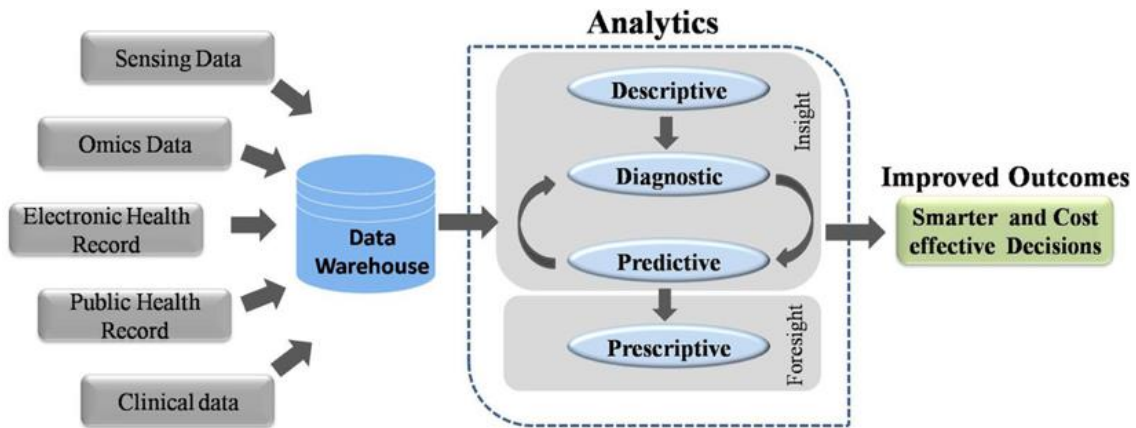 Sensing Data
Omics Data
Electronic Health
Record
Public Health
Record
Clinical data
Data
Warehouse
Analytics
Descriptive
Diagnostic
Predictive
Insight
Prescriptive
Foresight
Improved Outcomes
Smarter and Cost
effective Decisions